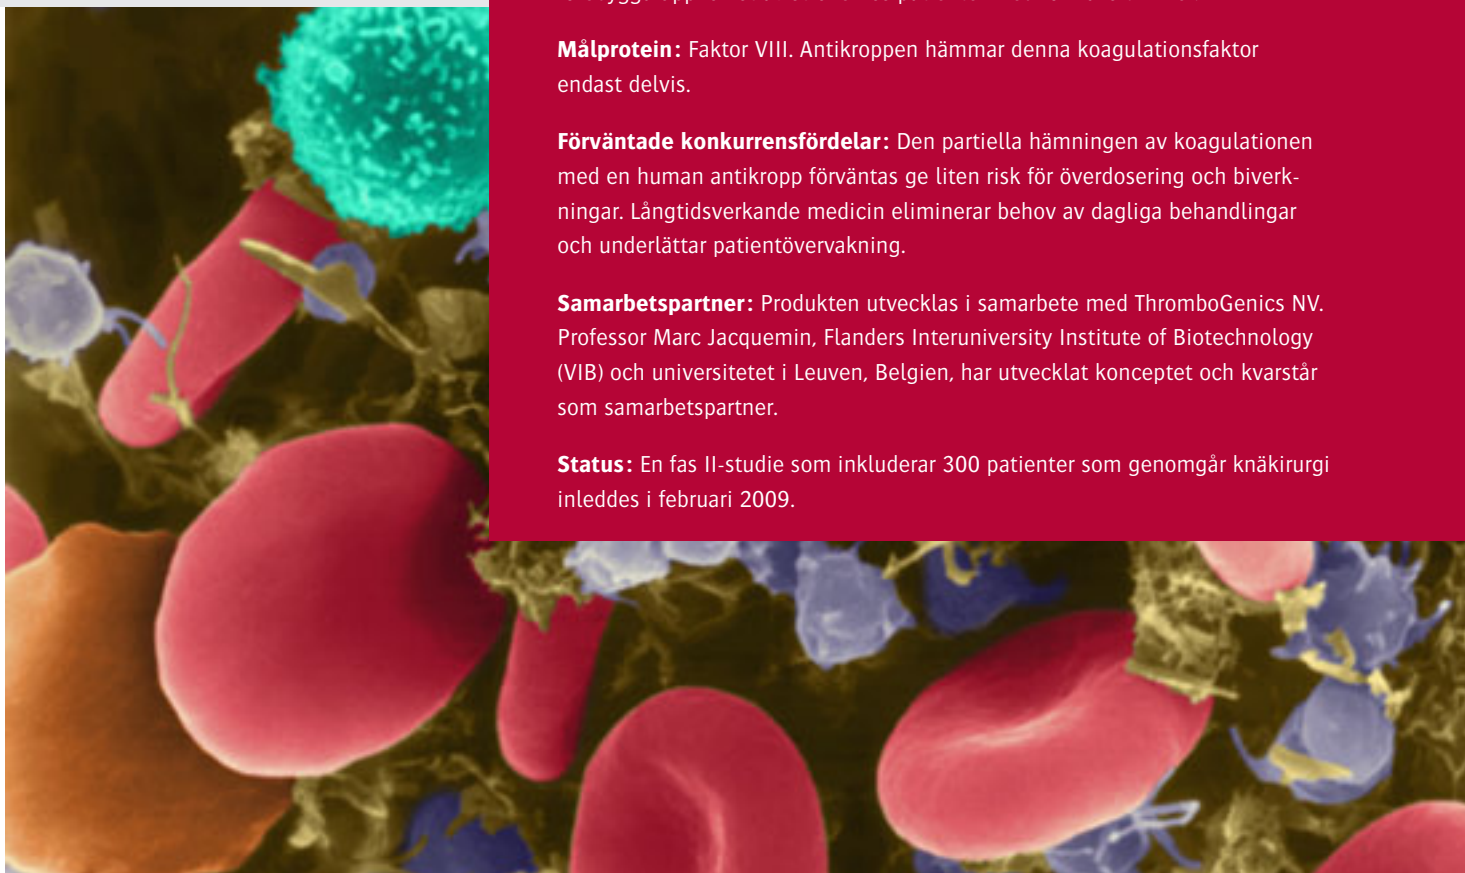 Målprotein: Faktor VIII. Antikroppen hämmar denna koagulationsfaktor
endast delvis.
Förväntade konkurrensfördelar: Den partiella hämningen av koagulationen
med en human antikropp förväntas ge liten risk för överdosering och biverk-
ningar. Långtidsverkande medicin eliminerar behov av dagliga behandlingar
och underlättar patientövervakning.
Samarbetspartner: Produkten utvecklas i samarbete med ThromboGenics NV.
Professor Marc Jacquemin, Flanders Interuniversity Institute of Biotechnology
(VIB) och universitetet i Leuven, Belgien, har utvecklat konceptet och kvarstår
som samarbetspartner.
Status: En fas II-studie som inkluderar 300 patienter som genomgår knäkirurgi
inleddes i februari 2009.